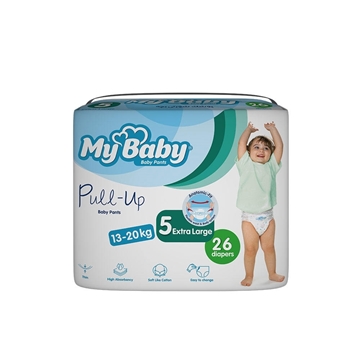 My Baby
Baby Pants
Pull-Up
Baby Pants
13-20kg
5 Extra Large
26
diapers
High Absorbency
Soft Like Cotton
Easy to change